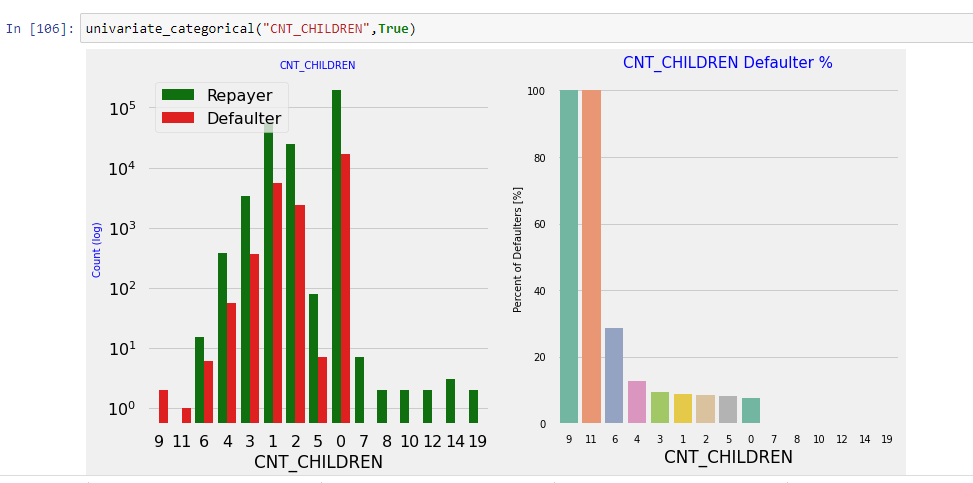 In [106]: univariate_categorical("CNT_CHILDREN",True)
CNT_CHILDREN
Repayer
Defaulter
10^5
10^4
10^3
10^2
10^1
10^0
Count (log)
9 11 6 4 3 1 2 5 0 7 8 10 12 14 19
CNT_CHILDREN
CNT_CHILDREN Defaulter %
100
80
60
40
20
0
Percent of Defaulters [%]
9 11 6 4 3 1 2 5 0 7 8 10 12 14 19
CNT_CHILDREN